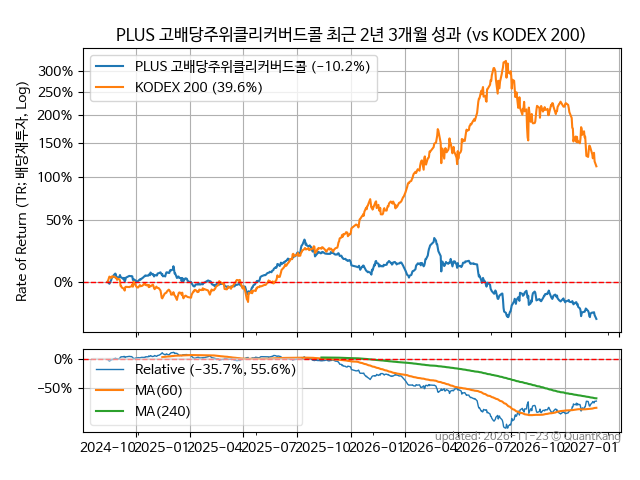 PLUS 고배당주위클리커버드콜 최근 2년 3개월 성과 (vs KODEX 200)
Rate of Return (TR; 배당재투자, Log)
PLUS 고배당주위클리커버드콜 (−10.2%)
KODEX 200 (39.6%)
300%
250%
200%
150%
100%
50%
0%
0%
−50%
Relative (−35.7%, 55.6%)
MA(60)
MA(240)
2024-10 2025-01 2025-04 2025-07 2025-10 2026-01 2026-04 2026-07 2026-10 2027-01
updated: 2026-11-23 © QuantKang